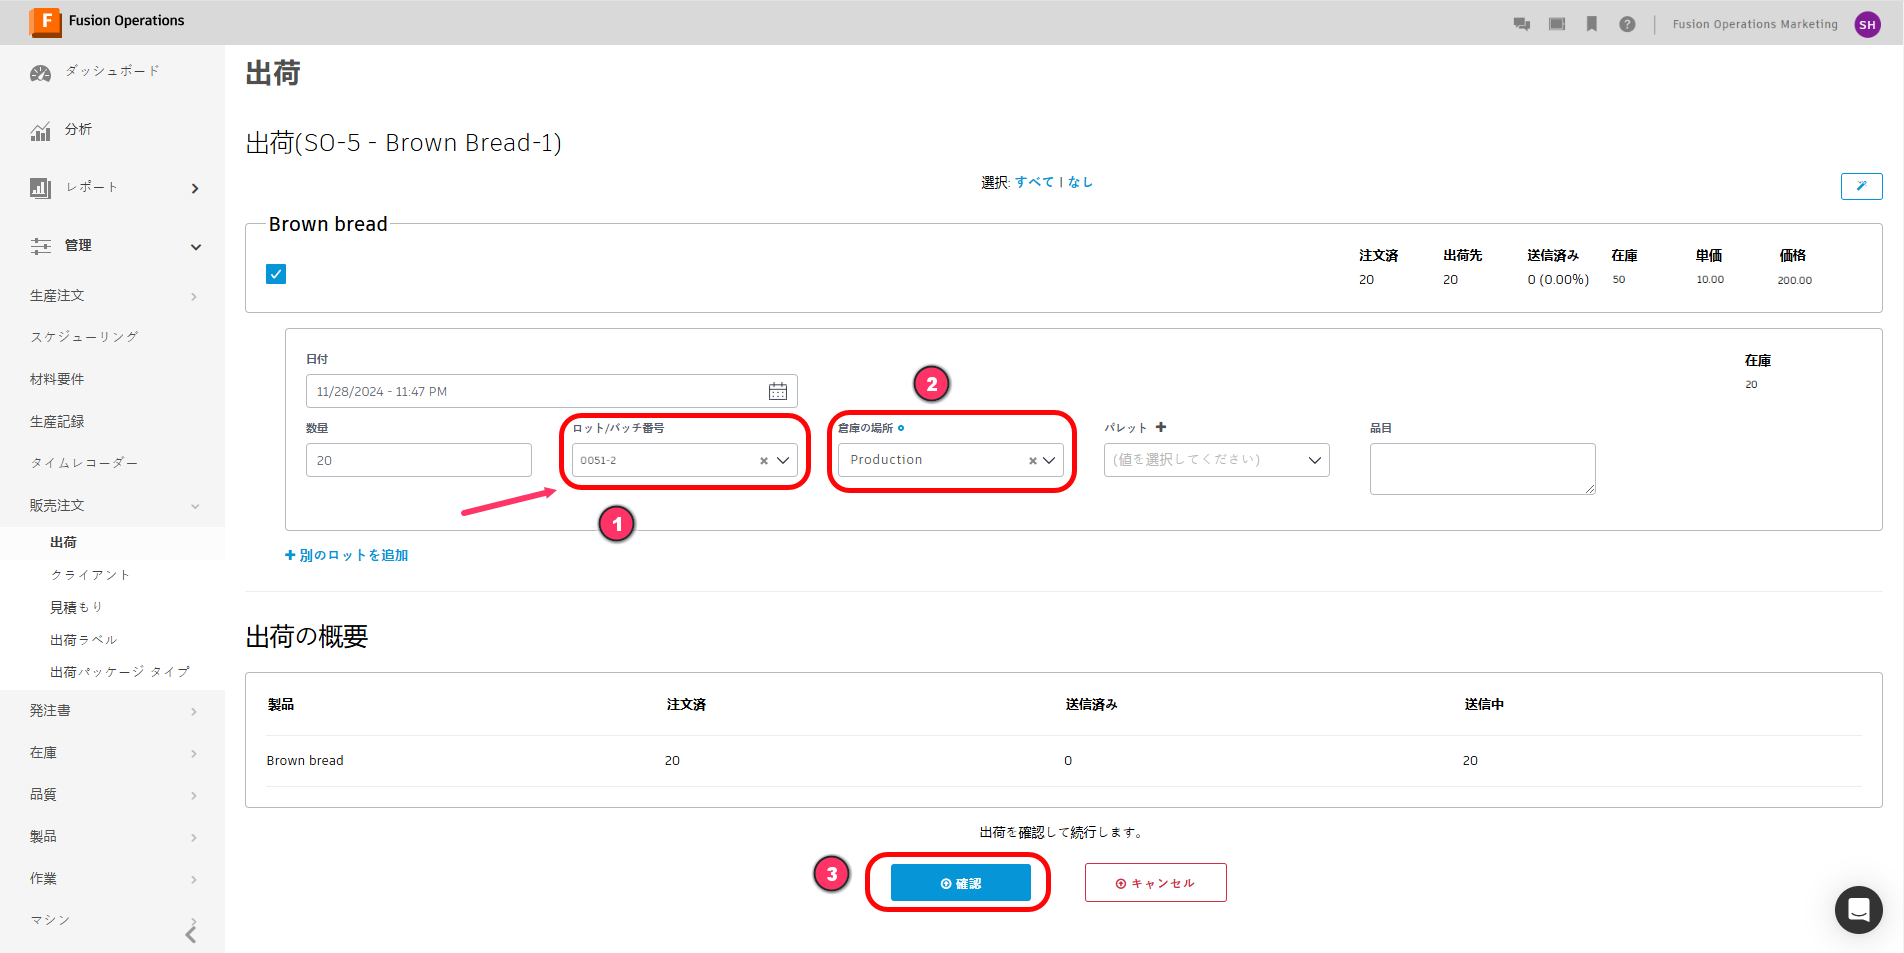 F Fusion Operations
Fusion Operations Marketing SH
ダッシュボード
分析
レポート
管理
生産注文
スケジューリング
材料要件
生産記録
タイムレコーダー
販売注文
出荷
クライアント
見積もり
出荷ラベル
出荷パッケージ タイプ
発注書
在庫
品質
製品
作業
マシン
出荷
出荷(SO-5 - Brown Bread-1)
選択: すべて | なし
Brown bread
注文済 出荷先 送信済み 在庫 単価 価格
20 20 0 (0.00%) 50 10.00 200.00
日付
11/28/2024 - 11:47 PM
在庫
20
2
数量 ロット/バッチ番号 倉庫の場所 パレット 品目
20 0051-2 Production (値を選択してください)
1
別のロットを追加
出荷の概要
製品 注文済 送信済み 送信中
Brown bread 20 0 20
出荷を確認して続行します。
3
確認 キャンセル